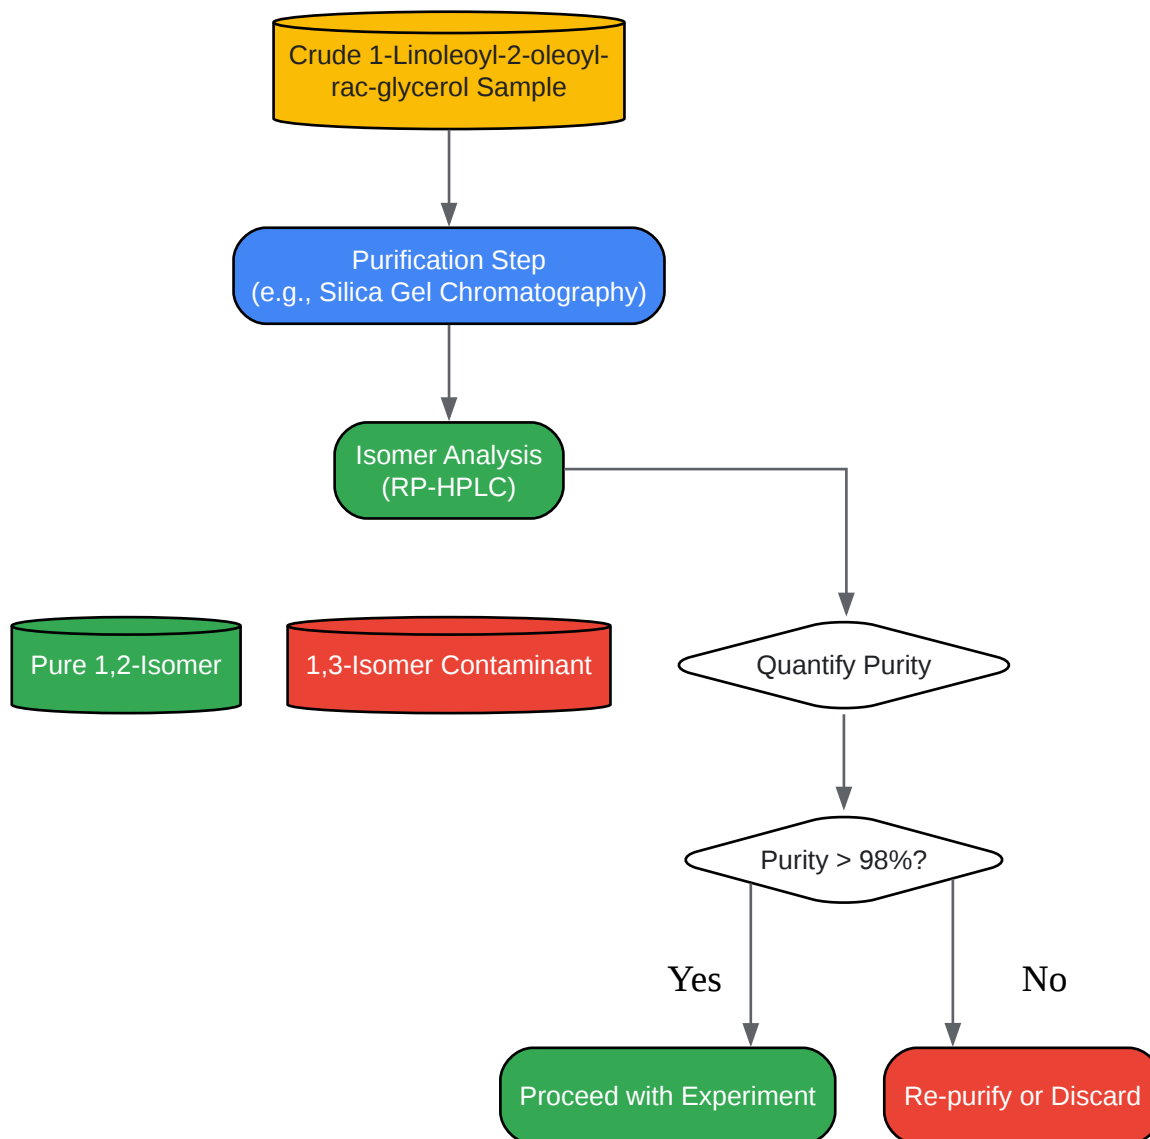 Crude 1-Linoleoyl-2-oleoyl-
rac-glycerol Sample
Purification Step
(e.g., Silica Gel Chromatography)
Isomer Analysis
(RP-HPLC)
Pure 1,2-Isomer
1,3-Isomer Contaminant
Quantify Purity
Purity > 98%?
Yes
No
Proceed with Experiment
Re-purify or Discard